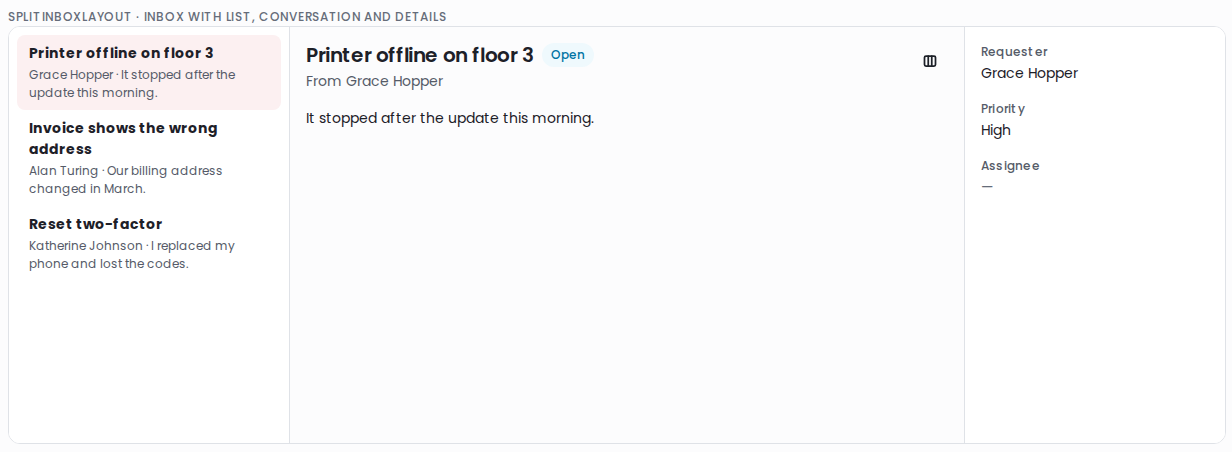 SPLITINBOXLAYOUT · INBOX WITH LIST, CONVERSATION AND DETAILS
Printer offline on floor 3
Grace Hopper · It stopped after the
update this morning.
Invoice shows the wrong
address
Alan Turing · Our billing address
changed in March.
Reset two-factor
Katherine Johnson · I replaced my
phone and lost the codes.
Printer offline on floor 3 Open
From Grace Hopper
It stopped after the update this morning.
Requester
Grace Hopper
Priority
High
Assignee
—